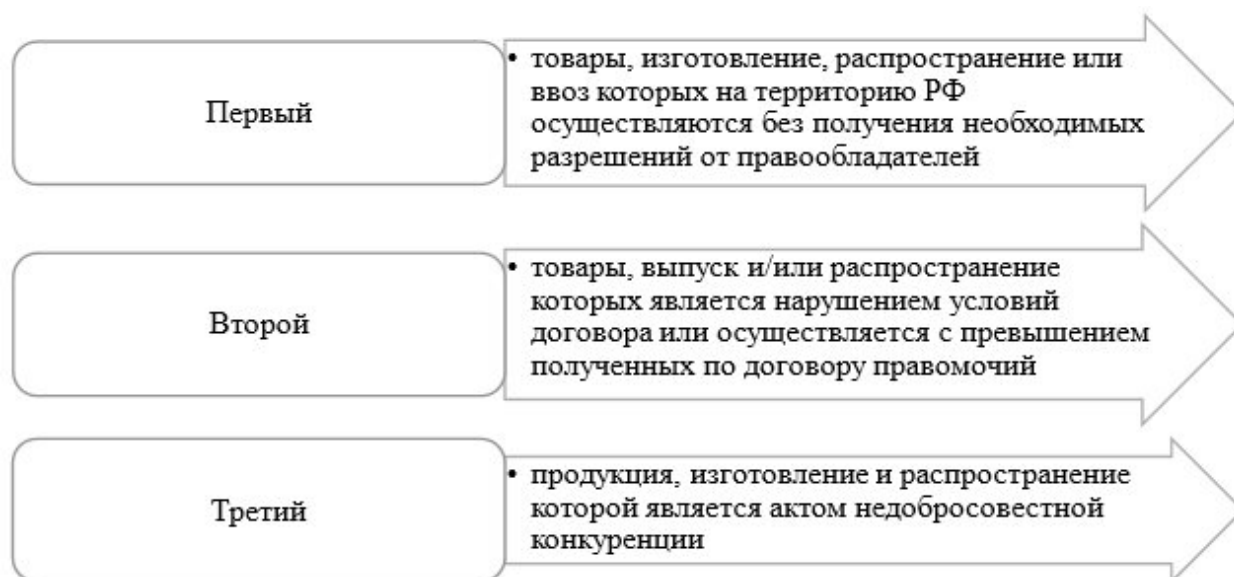 Первый
• товары, изготовление, распространение или
ввоз которых на территорию РФ
осуществляются без получения необходимых
разрешений от правообладателей
Второй
• товары, выпуск и/или распространение
которых является нарушением условий
договора или осуществляется с превышением
полученных по договору правомочий
Третий
• продукция, изготовление и распространение
которой является актом недобросовестной
конкуренции